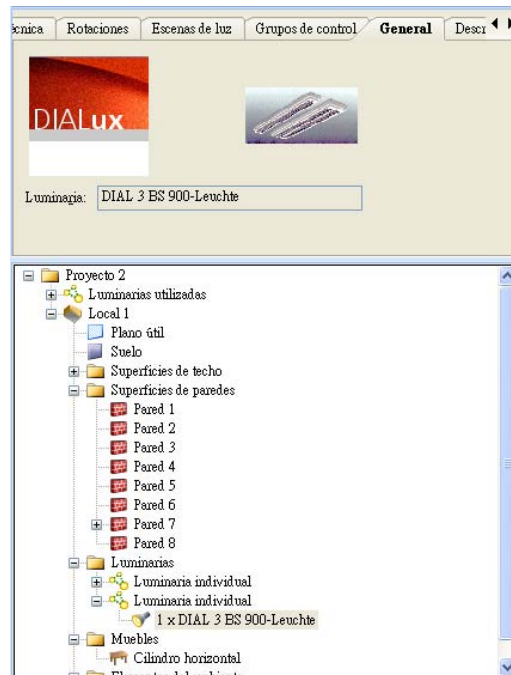 écnica Rotaciones Escenas de luz Grupos de control General Descr
DIALux
Luminaria: DIAL 3 BS 900-Leuchte
Proyecto 2
Luminarias utilizadas
Local 1
Plano útil
Suelo
Superficies de techo
Superficies de paredes
Pared 1
Pared 2
Pared 3
Pared 4
Pared 5
Pared 6
Pared 7
Pared 8
Luminarias
Luminaria individual
Luminaria individual
1 x DIAL 3 BS 900-Leuchte
Muebles
Cilindro horizontal